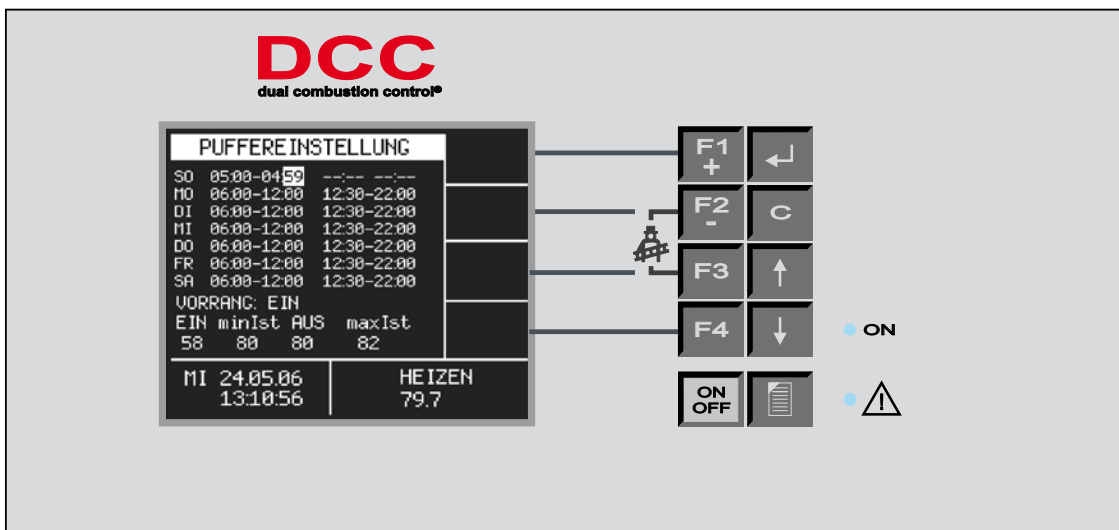 DCC
dual combustion control®
PUFFEREINSTELLUNG
SO 05:00-04:59 --:-- --:--
MO 06:00-12:00 12:30-22:00
DI 06:00-12:00 12:30-22:00
MI 06:00-12:00 12:30-22:00
DO 06:00-12:00 12:30-22:00
FR 06:00-12:00 12:30-22:00
SA 06:00-12:00 12:30-22:00
VORRANG: EIN
EIN minIst AUS maxIst
58 80 80 82
MI 24.05.06 HEIZEN
13:10:56 79.7
F1 ↵
+
F2 C
-
F3 ↑
F4 ↓
ON
ON
OFF